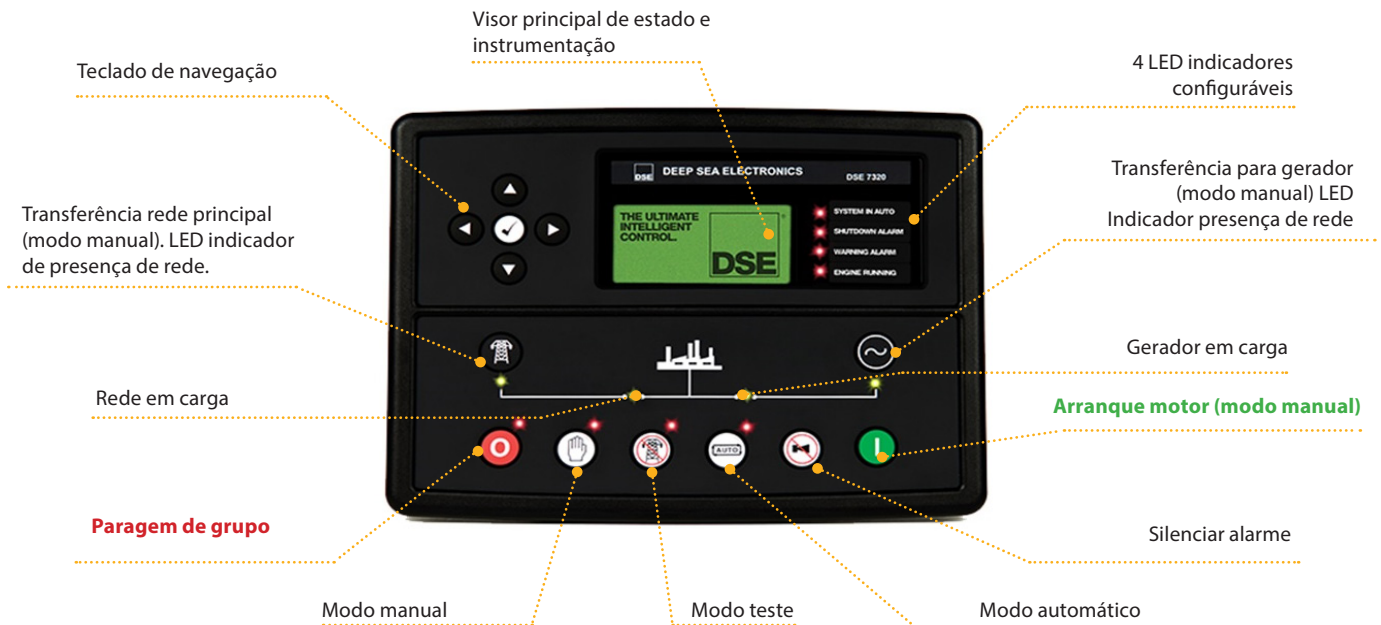 Visor principal de estado e
instrumentação
Teclado de navegação
4 LED indicadores
configuráveis
Transferência para gerador
(modo manual) LED
Indicador presença de rede
Transferência rede principal
(modo manual). LED indicador
de presença de rede.
DSE
DEEP SEA ELECTRONICS
DSE 7320
THE ULTIMATE
INTELLIGENT
CONTROL.
DSE
SYSTEM IN AUTO
SHUTDOWN ALARM
WARNING ALARM
ENGINE RUNNING
Gerador em carga
Rede em carga
Arranque motor (modo manual)
O
AUTO
I
Paragem de grupo
Silenciar alarme
Modo manual
Modo teste
Modo automático